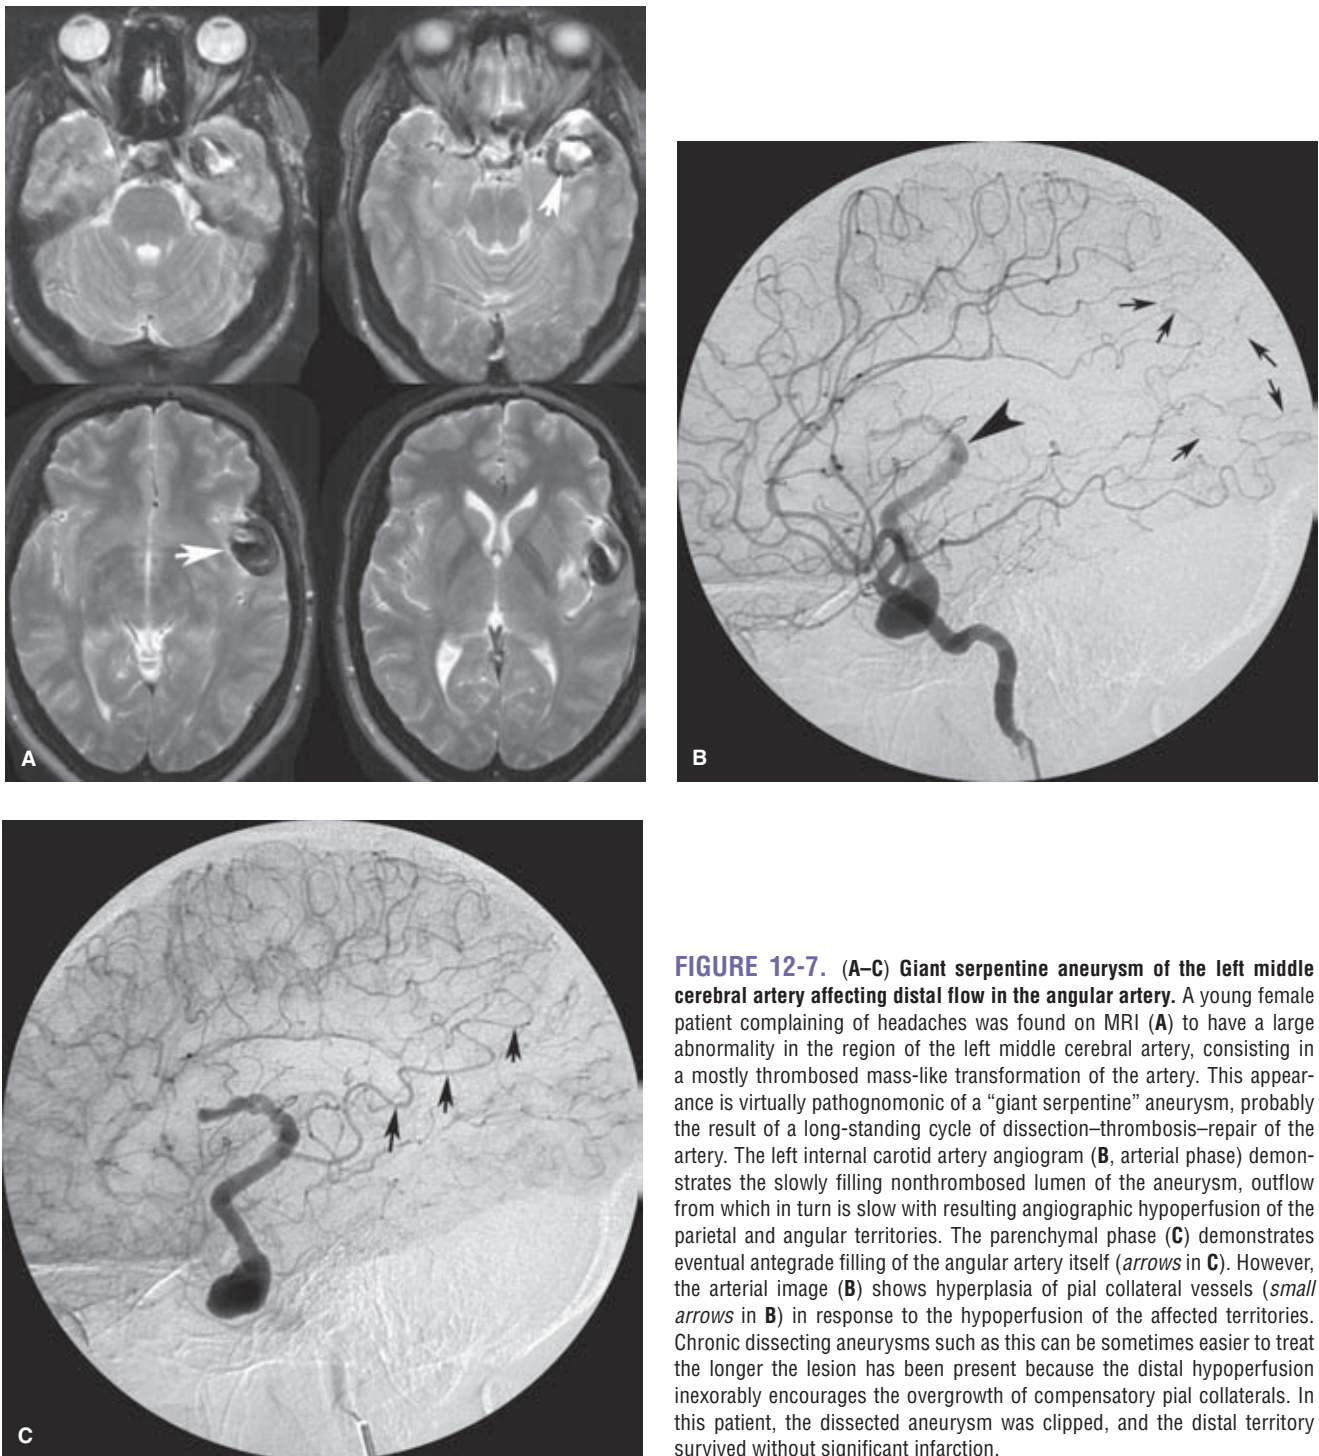 A
B
C
FIGURE 12-7. (A–C) Giant serpentine aneurysm of the left middle
cerebral artery affecting distal flow in the angular artery. A young female
patient complaining of headaches was found on MRI (A) to have a large
abnormality in the region of the left middle cerebral artery, consisting in
a mostly thrombosed mass-like transformation of the artery. This appear-
ance is virtually pathognomonic of a “giant serpentine” aneurysm, probably
the result of a long-standing cycle of dissection–thrombosis–repair of the
artery. The left internal carotid artery angiogram (B, arterial phase) demon-
strates the slowly filling nonthrombosed lumen of the aneurysm, outflow
from which in turn is slow with resulting angiographic hypoperfusion of the
parietal and angular territories. The parenchymal phase (C) demonstrates
eventual antegrade filling of the angular artery itself (arrows in C). However,
the arterial image (B) shows hyperplasia of pial collateral vessels (small
arrows in B) in response to the hypoperfusion of the affected territories.
Chronic dissecting aneurysms such as this can be sometimes easier to treat
the longer the lesion has been present because the distal hypoperfusion
inexorably encourages the overgrowth of compensatory pial collaterals. In
this patient, the dissected aneurysm was clipped, and the distal territory
survived without significant infarction.